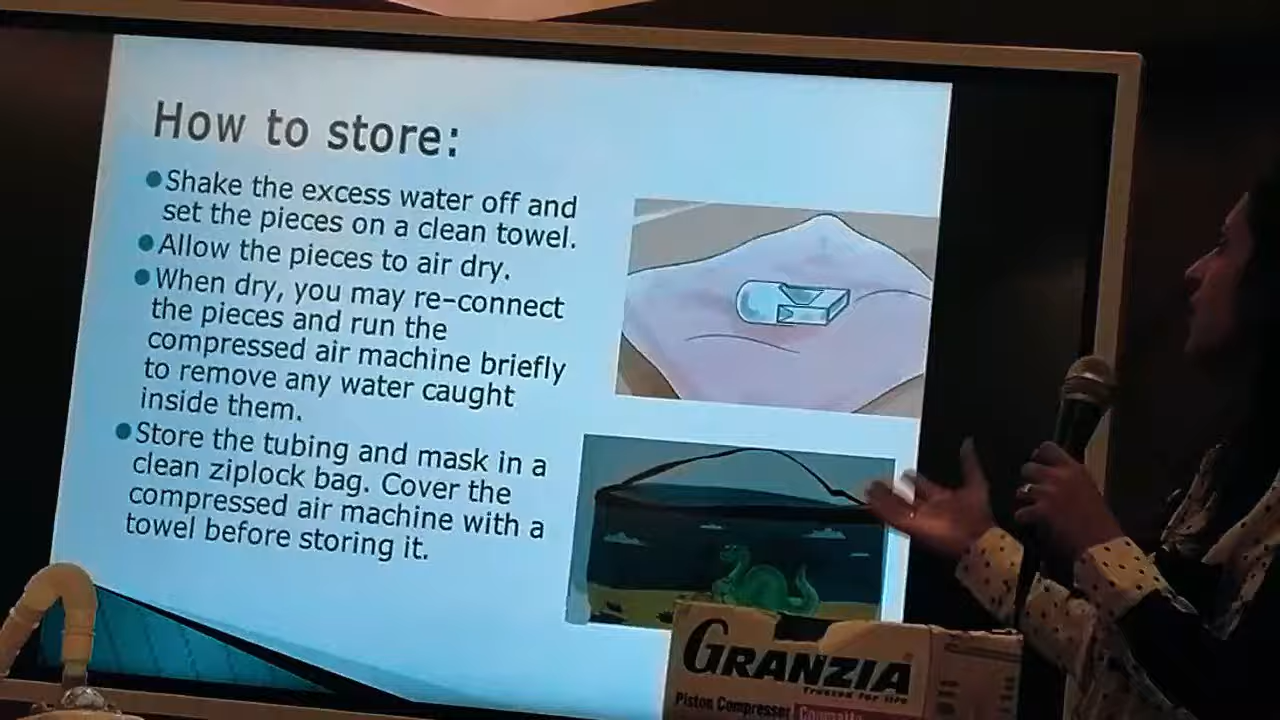 How to store:
Shake the excess water off and
set the pieces on a clean towel.
Allow the pieces to air dry.
When dry, you may re-connect
the pieces and run the
compressed air machine briefly
to remove any water caught
inside them.
Store the tubing and mask in a
clean ziplock bag. Cover the
compressed air machine with a
towel before storing it.
GRANZIA
Trusted for life
Piston Compressor